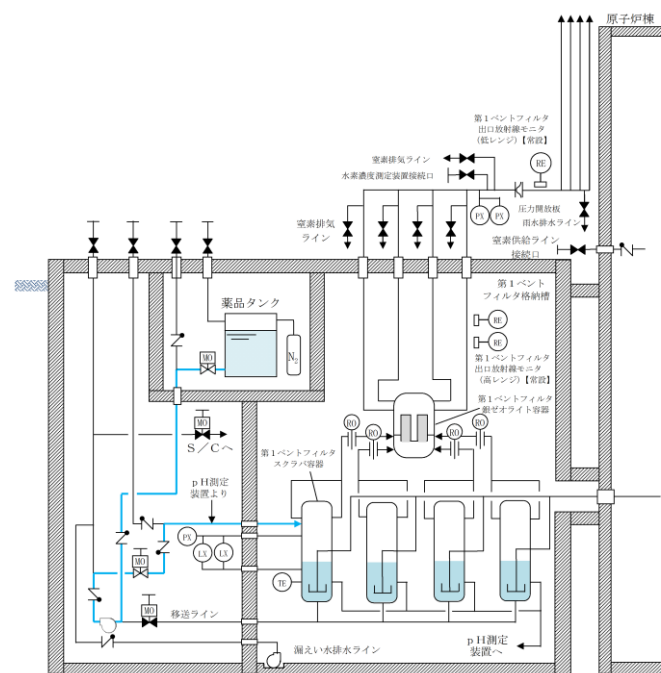 原子炉棟
第1ベントフィルタ
出口放射線モニタ
(低レンジ)【常設】
RE
窒素排気ライン
水素濃度測定装置接続口
PX
PX
圧力開放板
雨水排水ライン
窒素排気
ライン
窒素供給ライン
接続口
第1ベント
フィルタ格納槽
薬品タンク
N2
MO
RE
RE
第1ベントフィルタ
出口放射線モニタ
(高レンジ)【常設】
第1ベントフィルタ
銀ゼオライト容器
MO
S/Cへ
RO
RO
RO
RO
第1ベントフィルタ
スクラバ容器
pH測定
装置より
PX
LX
LX
MO
TE
MO
移送ライン
漏えい水排水ライン
pH測定
装置へ